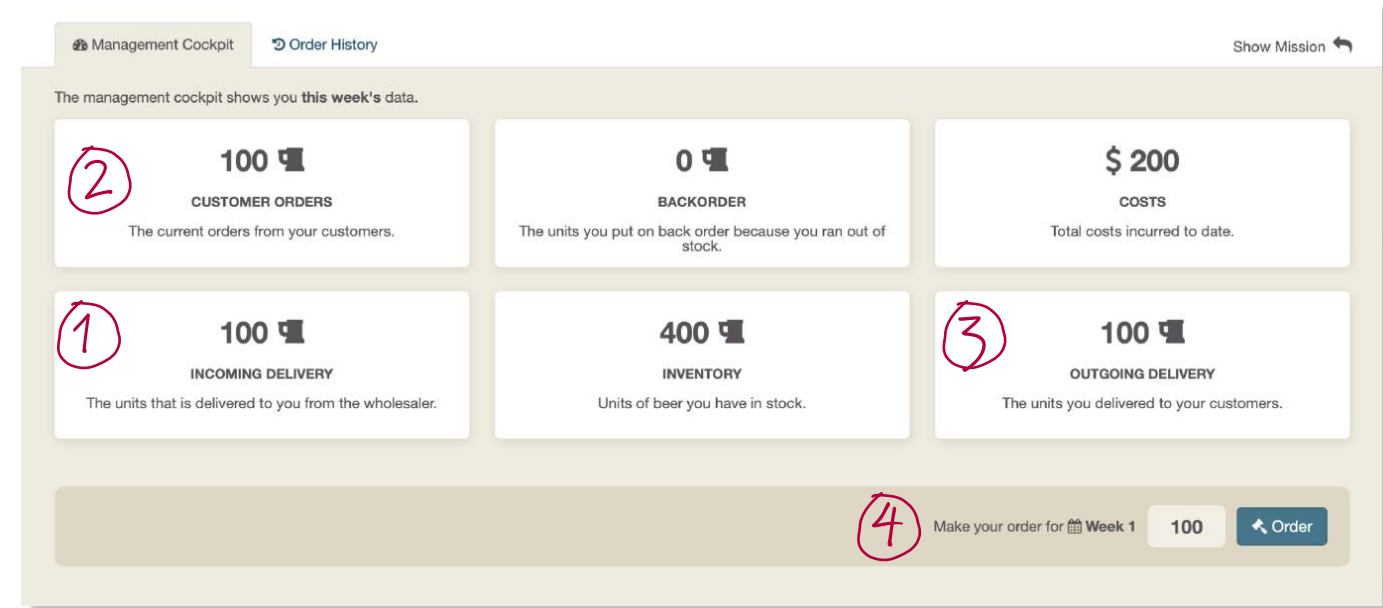 Management Cockpit
Order History
Show Mission
The management cockpit shows you this week's data.
2
100
CUSTOMER ORDERS
The current orders from your customers.
0
BACKORDER
The units you put on back order because you ran out of
stock.
$ 200
COSTS
Total costs incurred to date.
1
100
INCOMING DELIVERY
The units that is delivered to you from the wholesaler.
400
INVENTORY
Units of beer you have in stock.
3
100
OUTGOING DELIVERY
The units you delivered to your customers.
4
Make your order for Week 1
100
Order